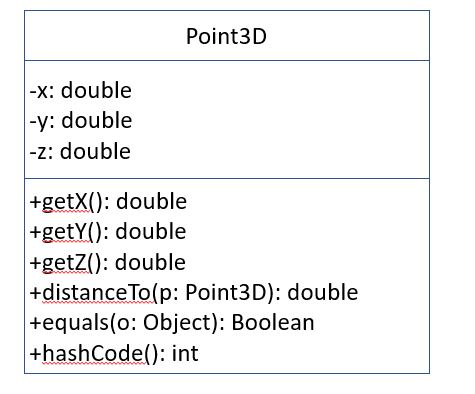 Point3D
-x: double
-y: double
-z: double
+getX(): double
+getY(): double
+getZ(): double
+distanceTo(p: Point3D): double
+equals(o: Object): Boolean
+hashCode(): int